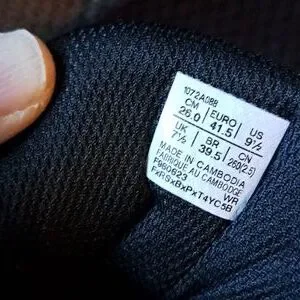 1072A088
CM EURO US
26.0 41.5 9½
UK BR CN
7½ 39.5 260(2.5)
MADE IN CAMBODIA
FABRIQUÉ AU CAMBODGE
F960623 WR
FxRSxBxPxT4YC5B